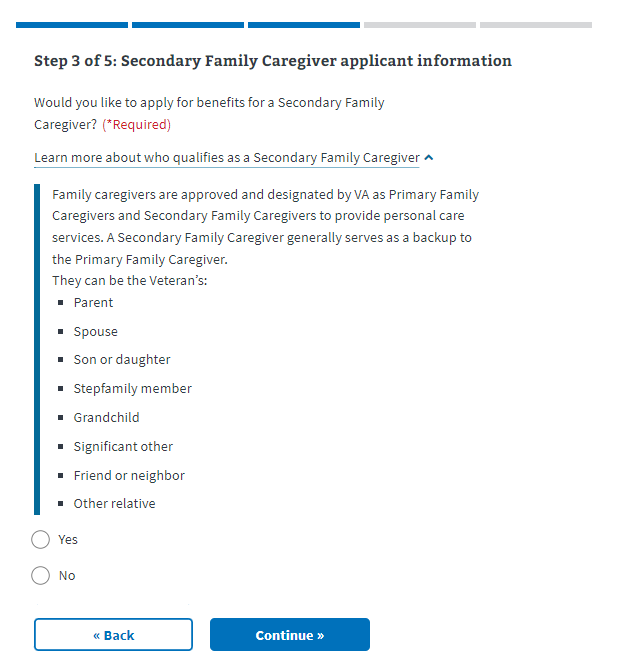 Step 3 of 5: Secondary Family Caregiver applicant information
Would you like to apply for benefits for a Secondary Family
Caregiver? (*Required)
Learn more about who qualifies as a Secondary Family Caregiver
Family caregivers are approved and designated by VA as Primary Family
Caregivers and Secondary Family Caregivers to provide personal care
services. A Secondary Family Caregiver generally serves as a backup to
the Primary Family Caregiver.
They can be the Veteran’s:
Parent
Spouse
Son or daughter
Stepfamily member
Grandchild
Significant other
Friend or neighbor
Other relative
Yes
No
« Back
Continue »